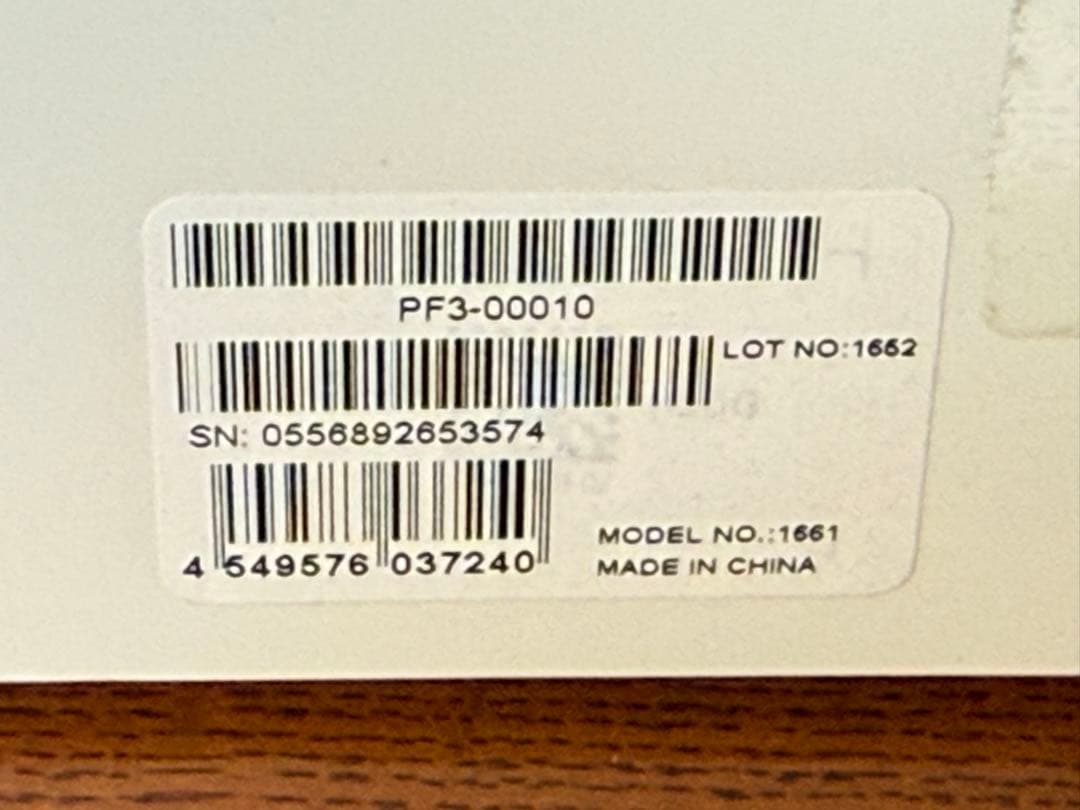 PF3-00010
LOT NO:1662
SN: 0556892653574
4 549576 037240
MODEL NO.:1661
MADE IN CHINA